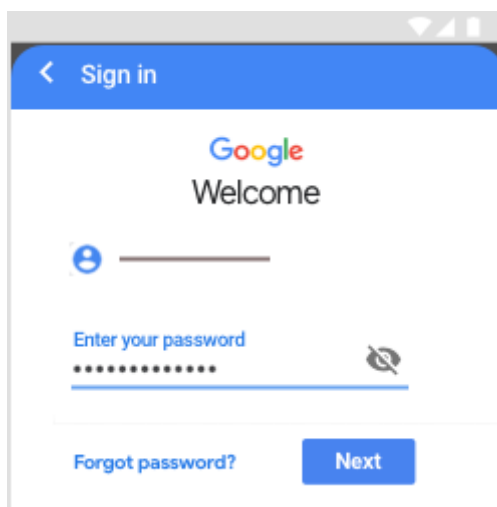 Sign in
Google
Welcome
Enter your password
•••••••••••••
Forgot password? Next